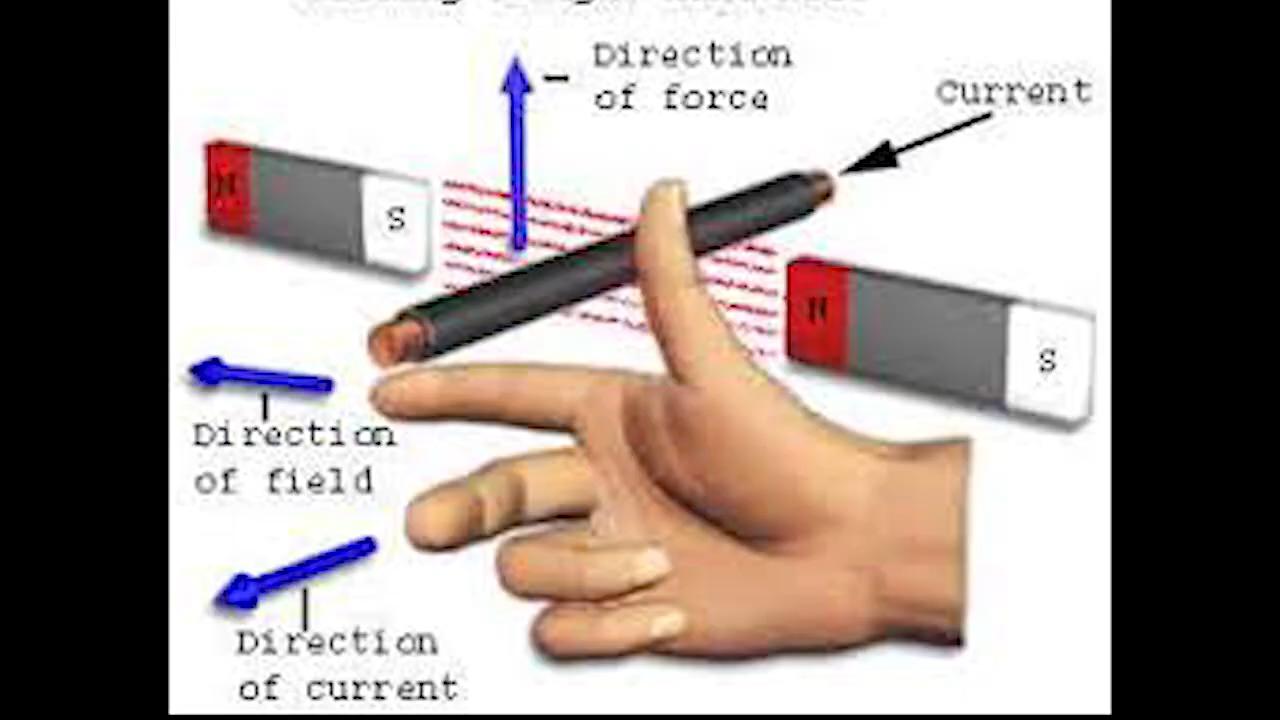 Direction
of force
Current
N
S
N
S
Direction
of field
Direction
of current